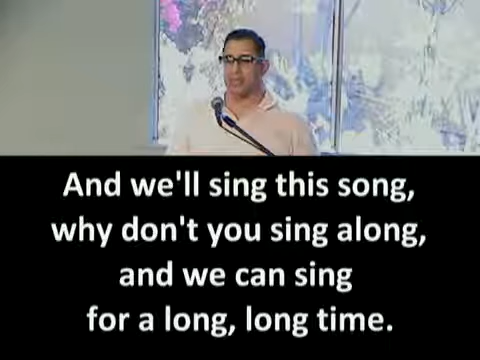 And we'll sing this song,
why don't you sing along,
and we can sing
for a long, long time.